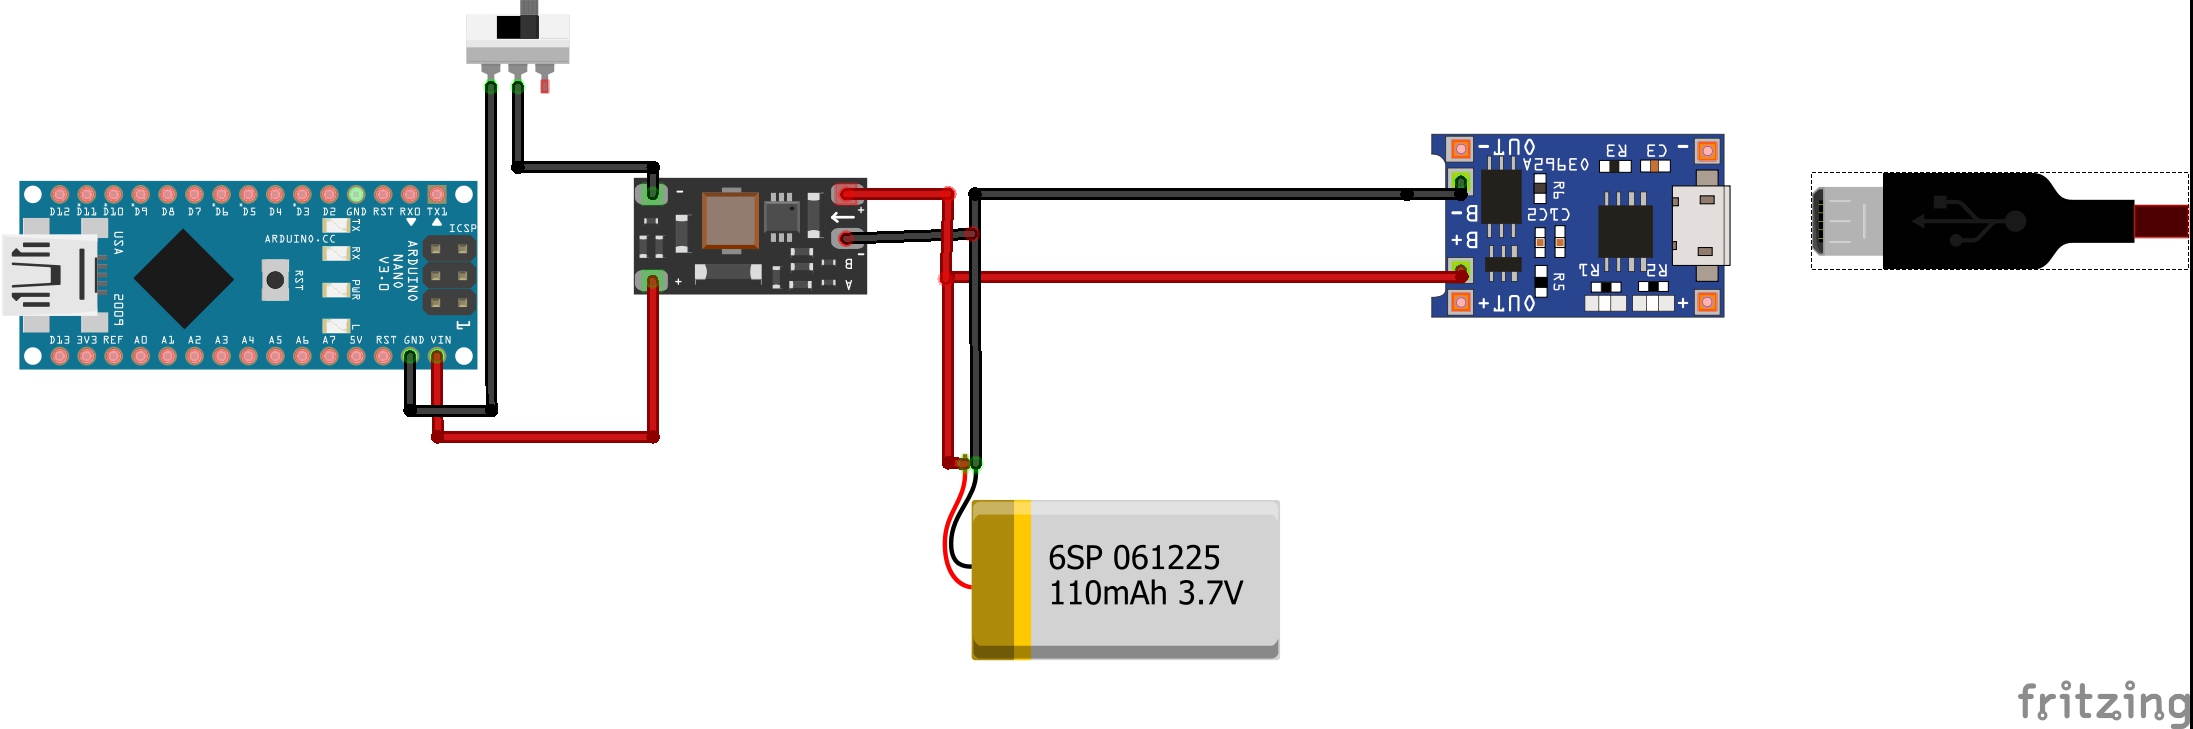 D12 D11 D10 D9 D8 D7 D6 D5 D4 D3 D2 GND RST RX0 TX1
TX
ICSP
USA
ARDUINO.CC
RX
ARDUINO
NANO
V3.0
RST
PWR
2009
L
1
D13 3V3 REF A0 A1 A2 A3 A4 A5 A6 A7 5V RST GND VIN
-
+
-
B
A
+
-OUT
03962A
R3
C3
-
R6
B-
C1C2
B+
R1
R2
R5
+OUT
+
6SP 061225
110mAh 3.7V
fritzing